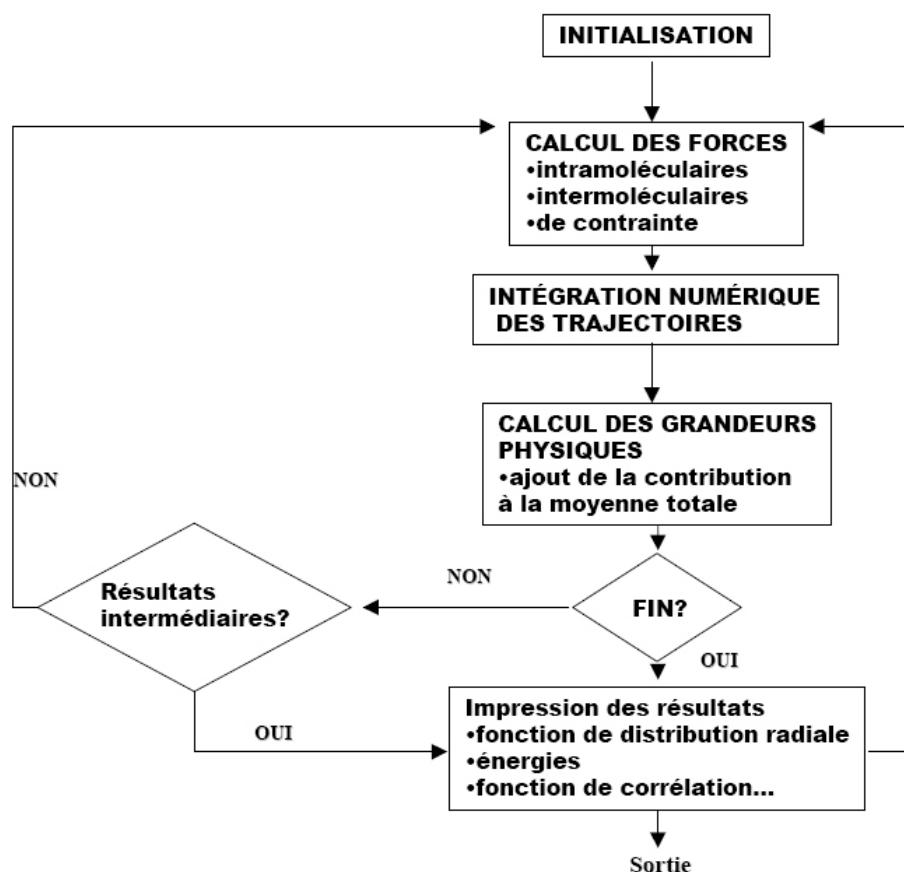 INITIALISATION
CALCUL DES FORCES
•intramoléculaires
•intermoléculaires
•de contrainte
INTÉGRATION NUMÉRIQUE
DES TRAJECTOIRES
CALCUL DES GRANDEURS
PHYSIQUES
•ajout de la contribution
à la moyenne totale
NON
Résultats
intermédiaires?
NON
FIN?
OUI
OUI
Impression des résultats
•fonction de distribution radiale
•énergies
•fonction de corrélation...
Sortie